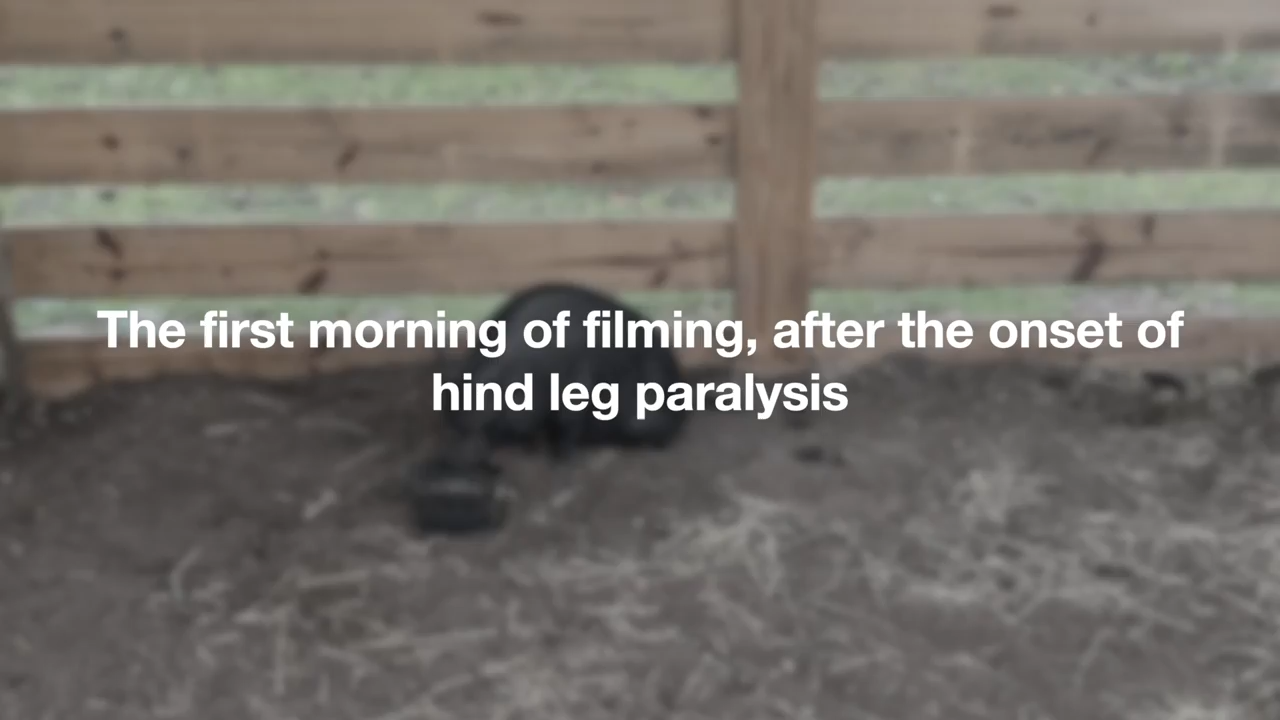 The first morning of filming, after the onset of
hind leg paralysis